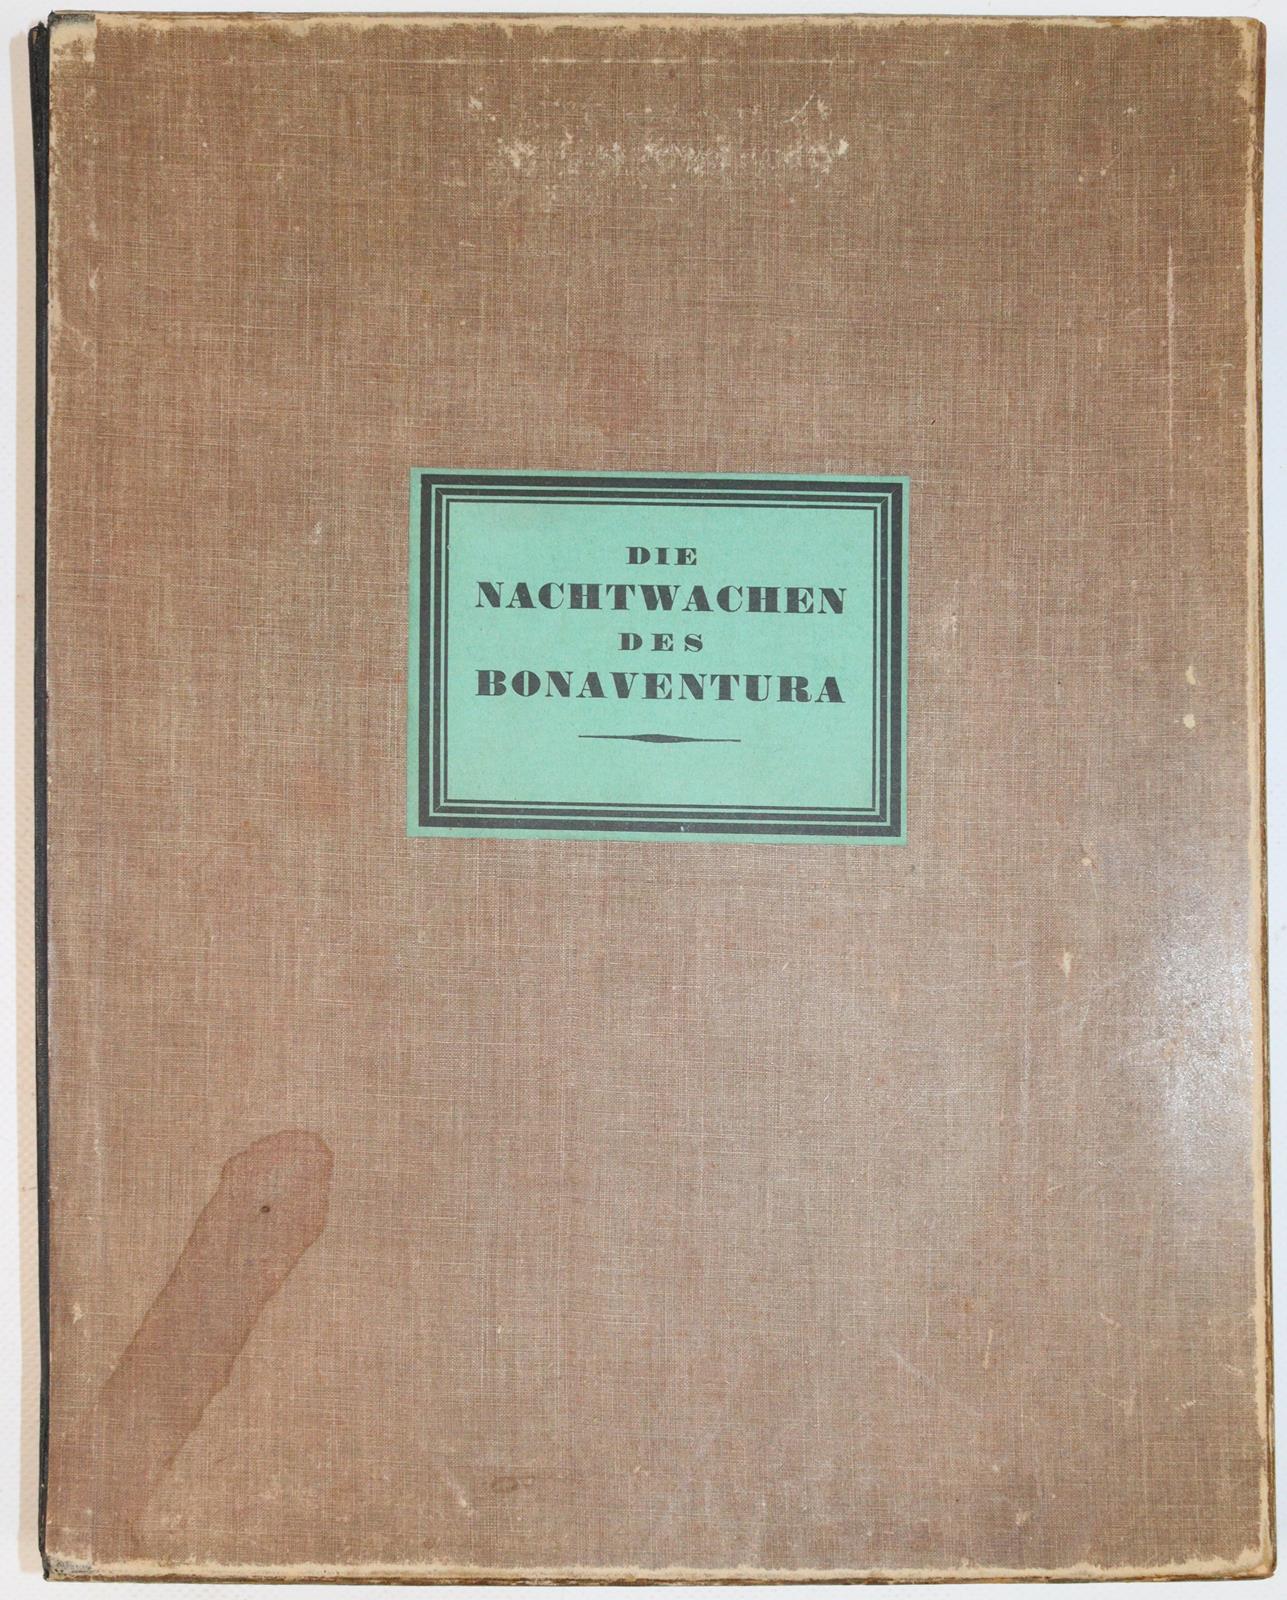 DIE
NACHTWACHEN
DES
BONAVENTURA